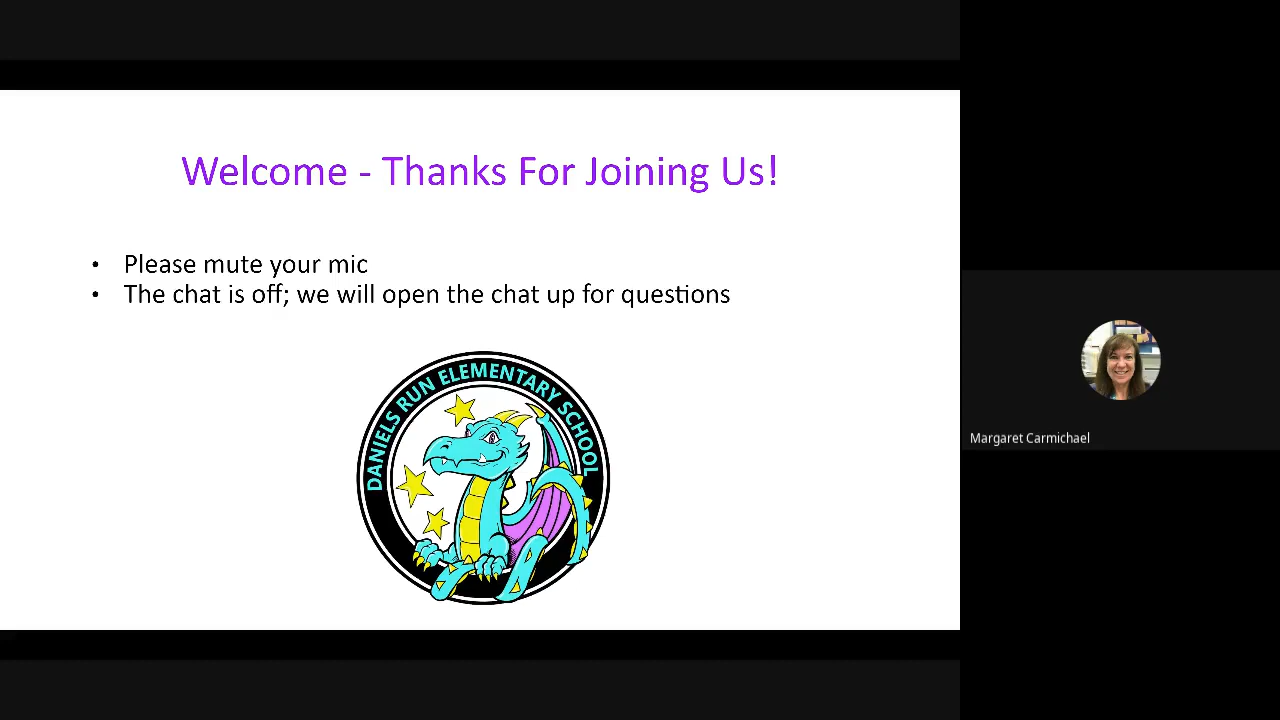 Welcome - Thanks For Joining Us!
• Please mute your mic
• The chat is off; we will open the chat up for questions
DANIELS RUN ELEMENTARY SCHOOL
Margaret Carmichael